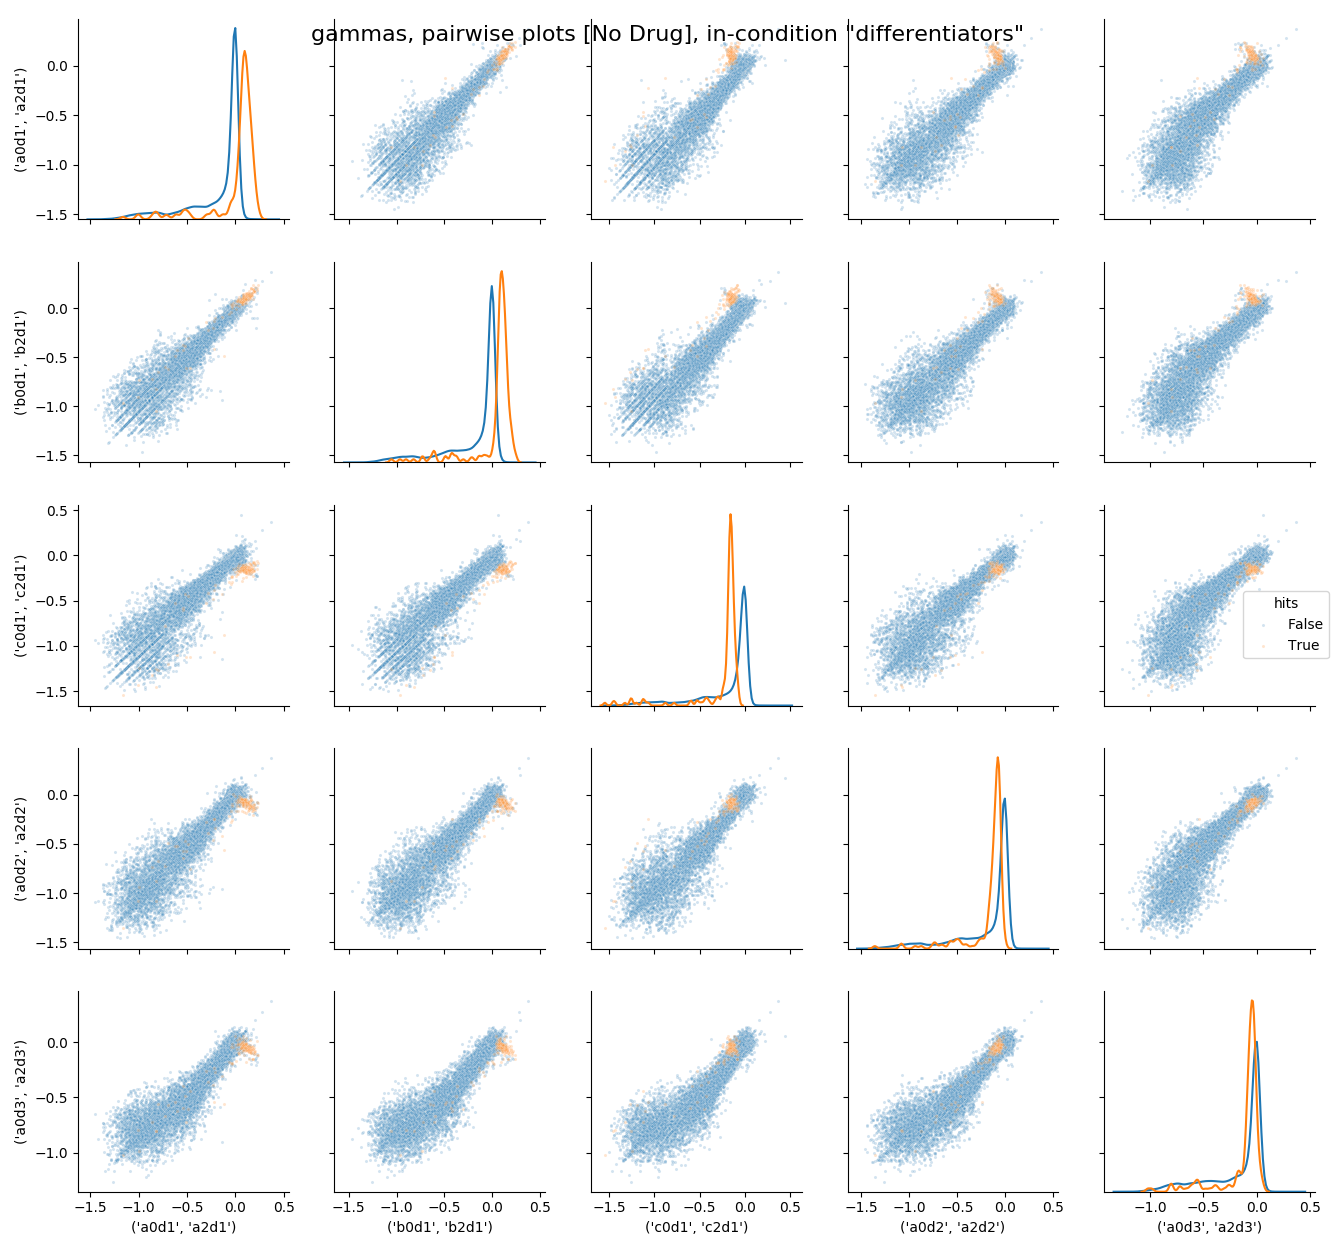 gammas, pairwise plots [No Drug], in-condition "differentiators"
('a0d1', 'a2d1')
0.0
−0.5
−1.0
−1.5
('b0d1', 'b2d1')
0.0
−0.5
−1.0
−1.5
('c0d1', 'c2d1')
0.5
0.0
−0.5
−1.0
−1.5
hits
False
True
('a0d2', 'a2d2')
0.0
−0.5
−1.0
−1.5
('a0d3', 'a2d3')
0.0
−0.5
−1.0
−1.5 −1.0 −0.5 0.0 0.5 −1.5 −1.0 −0.5 0.0 0.5 −1.5 −1.0 −0.5 0.0 0.5 −1.5 −1.0 −0.5 0.0 0.5 −1.0 −0.5 0.0 0.5
('a0d1', 'a2d1') ('b0d1', 'b2d1') ('c0d1', 'c2d1') ('a0d2', 'a2d2') ('a0d3', 'a2d3')